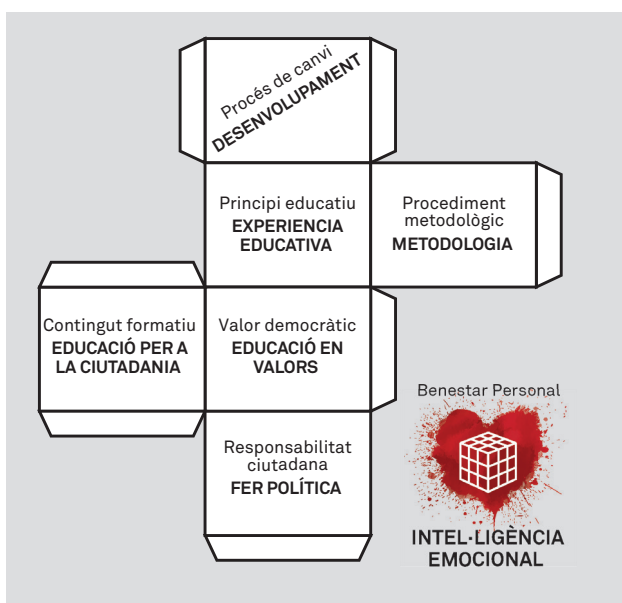 Procés de canvi
DESENVOLUPAMENT
Principi educatiu
EXPERIENCIA
EDUCATIVA
Procediment
metodològic
METODOLOGIA
Contingut formatiu
EDUCACIÓ PER A
LA CIUTADANIA
Valor democràtic
EDUCACIÓ EN
VALORS
Responsabilitat
ciutadana
FER POLÍTICA
Benestar Personal
INTEL·LIGÈNCIA
EMOCIONAL